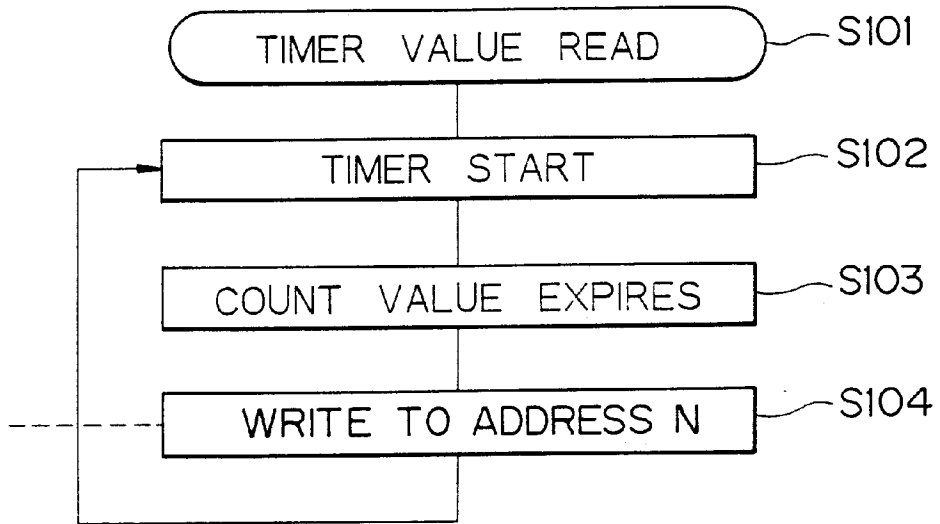 TIMER VALUE READ S101
TIMER START S102
COUNT VALUE EXPIRES S103
WRITE TO ADDRESS N S104